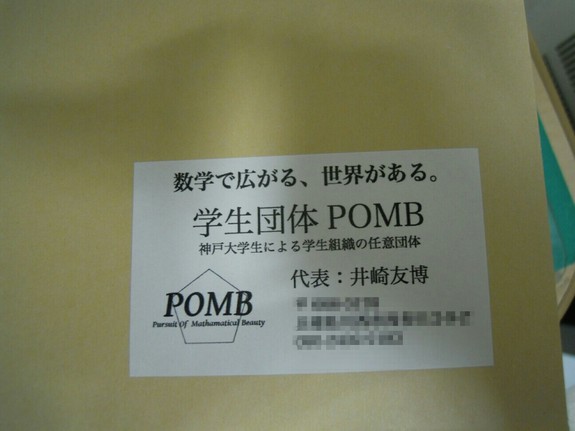 数学で広がる、世界がある。
学生団体 POMB
神戸大学生による学生組織の任意団体
代表：井崎友博
POMB
Pursuit Of Mathamatical Beauty